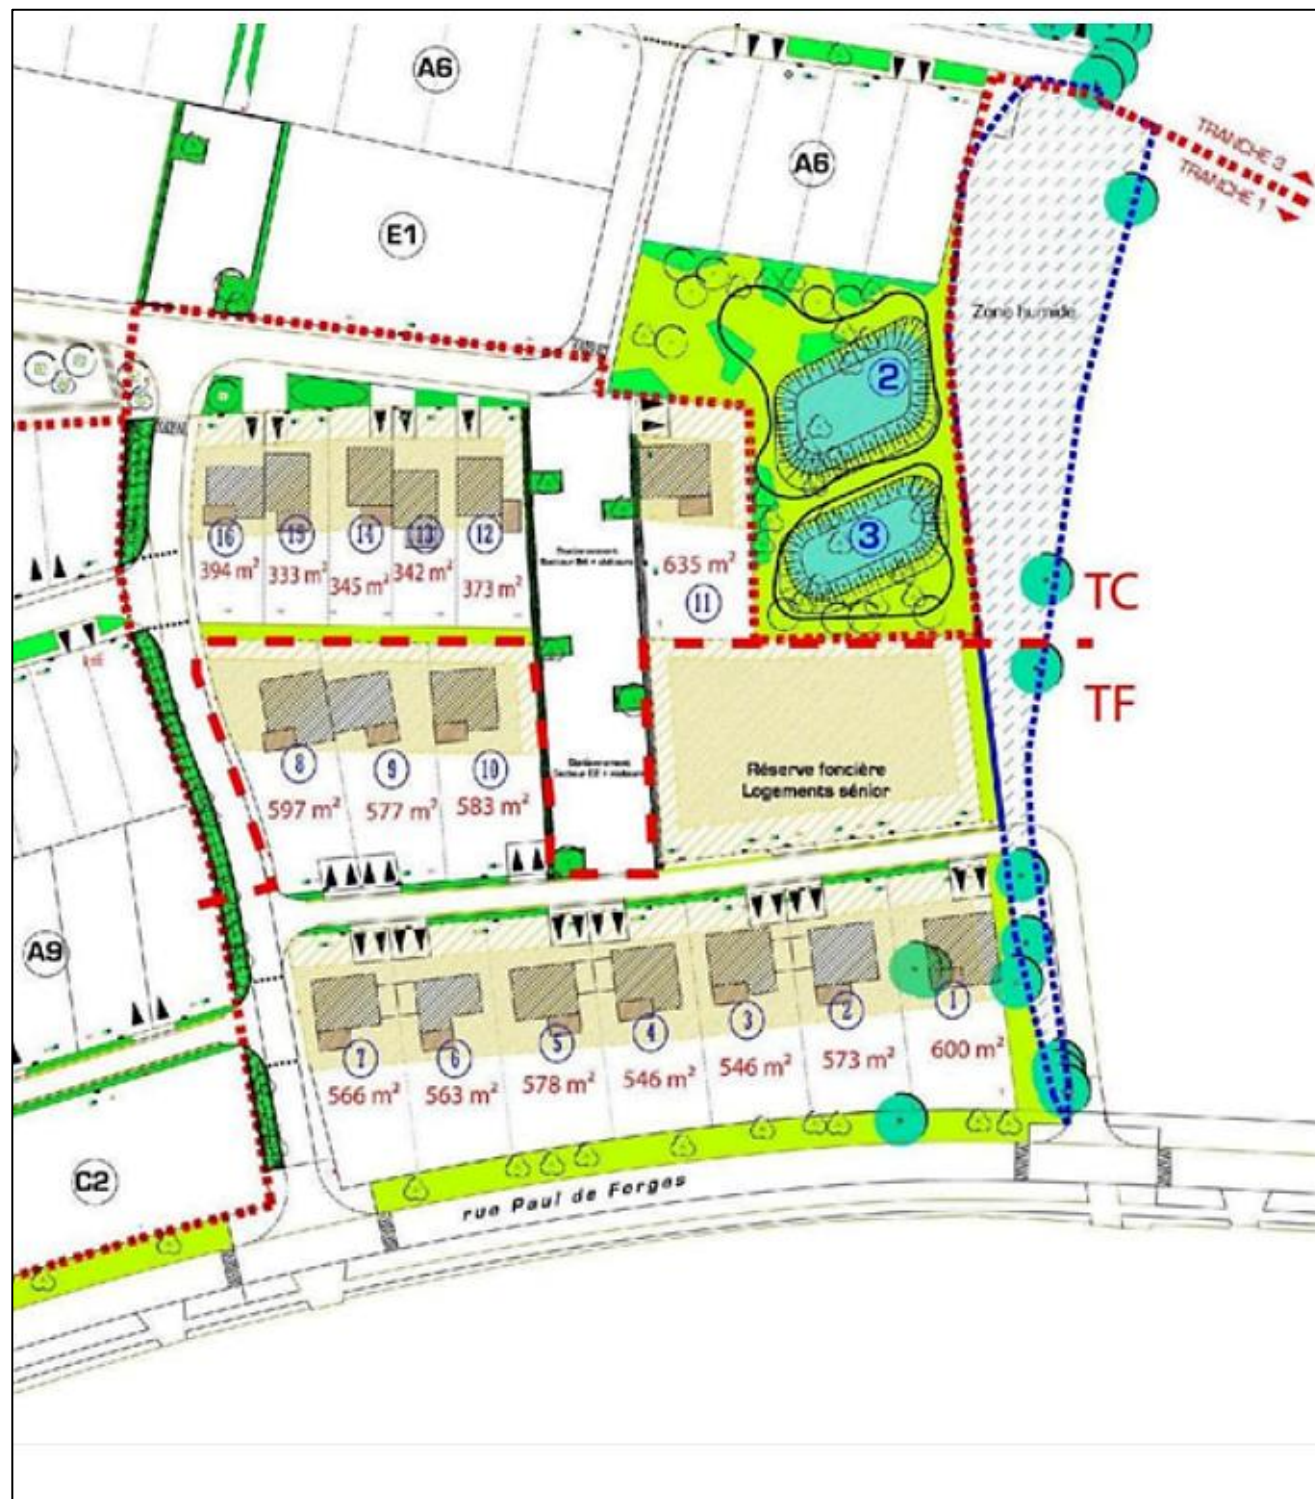 A6
TRANCHE 3
TRANCHE 1
A6
E1
Zone humide
2
3
16
15
14
13
12
394 m²
333 m²
345 m²
342 m²
373 m²
635 m²
11
TC
TF
8
9
10
597 m²
577 m²
583 m²
Réserve foncière
Logements sénior
A9
7
6
5
4
3
2
1
566 m²
563 m²
578 m²
546 m²
546 m²
573 m²
600 m²
C2
rue Paul de Forges